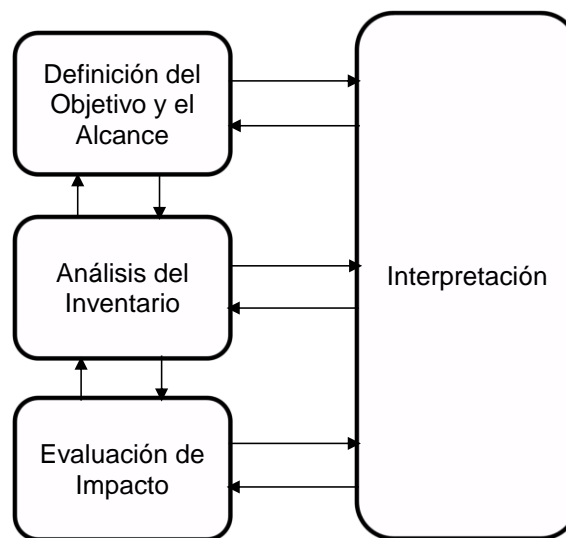 Definición del
Objetivo y el
Alcance
Análisis del
Inventario
Interpretación
Evaluación de
Impacto